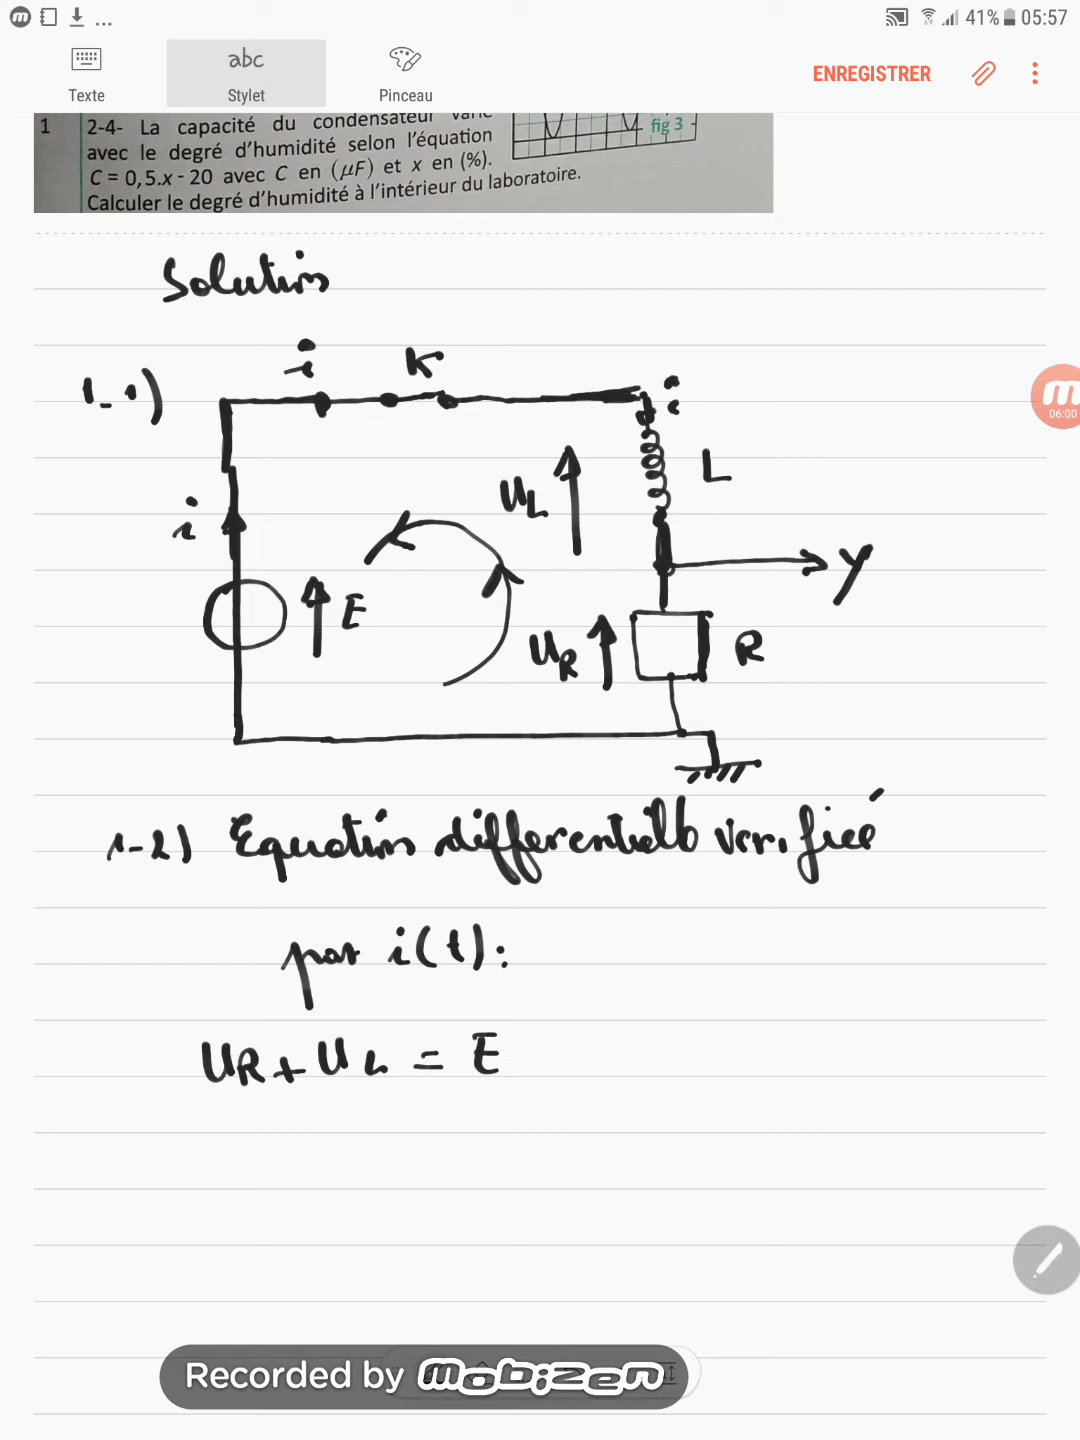 ... 41% 05:57
Texte
abc
Stylet
Pinceau
ENREGISTRER
1 2-4- La capacité du condensateur varie
avec le degré d'humidité selon l'équation
C = 0,5.x - 20 avec C en (μF) et x en (%).
Calculer le degré d'humidité à l'intérieur du laboratoire.
fig 3
Solution
1-1)
i
K
i
L
UL
i
E
Y
UR
R
06:00
1-2) Equation differentielle verifiée
par i(t):
UR + UL = E
Recorded by mobizen